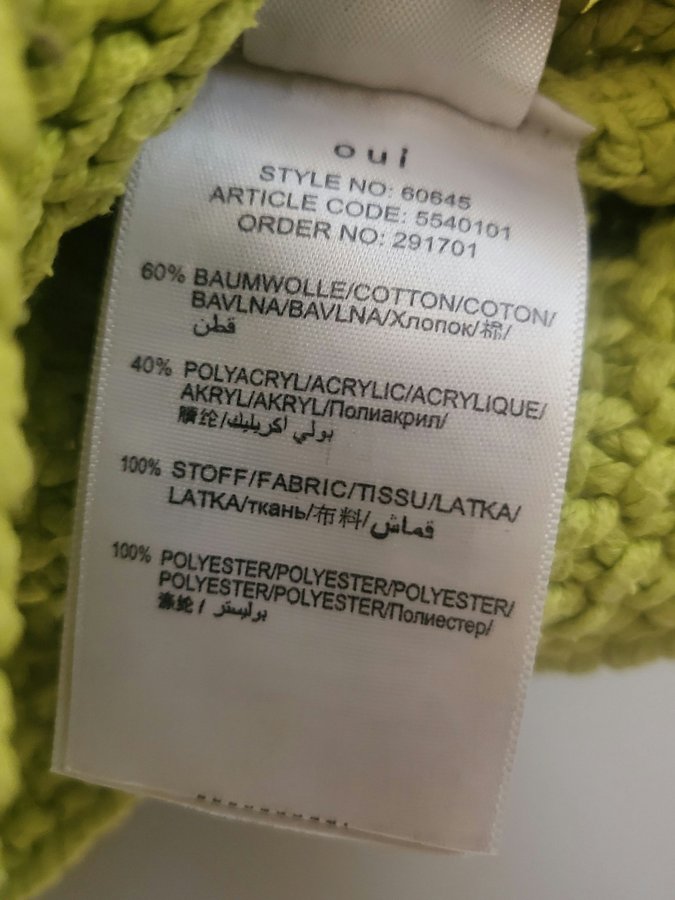 oui
STYLE NO: 60645
ARTICLE CODE: 5540101
ORDER NO: 291701
60% BAUMWOLLE/COTTON/COTON/
BAVLNA/BAVLNA/Хлопок/棉/
قطن
40% POLYACRYL/ACRYLIC/ACRYLIQUE/
AKRYL/AKRYL/Полиакрил/
腈纶/بولي اكريليك
100% STOFF/FABRIC/TISSU/LATKA/
LATKA/ткань/布料/قماش
100% POLYESTER/POLYESTER/POLYESTER/
POLYESTER/POLYESTER/Полиестер/
涤纶 / بوليستر